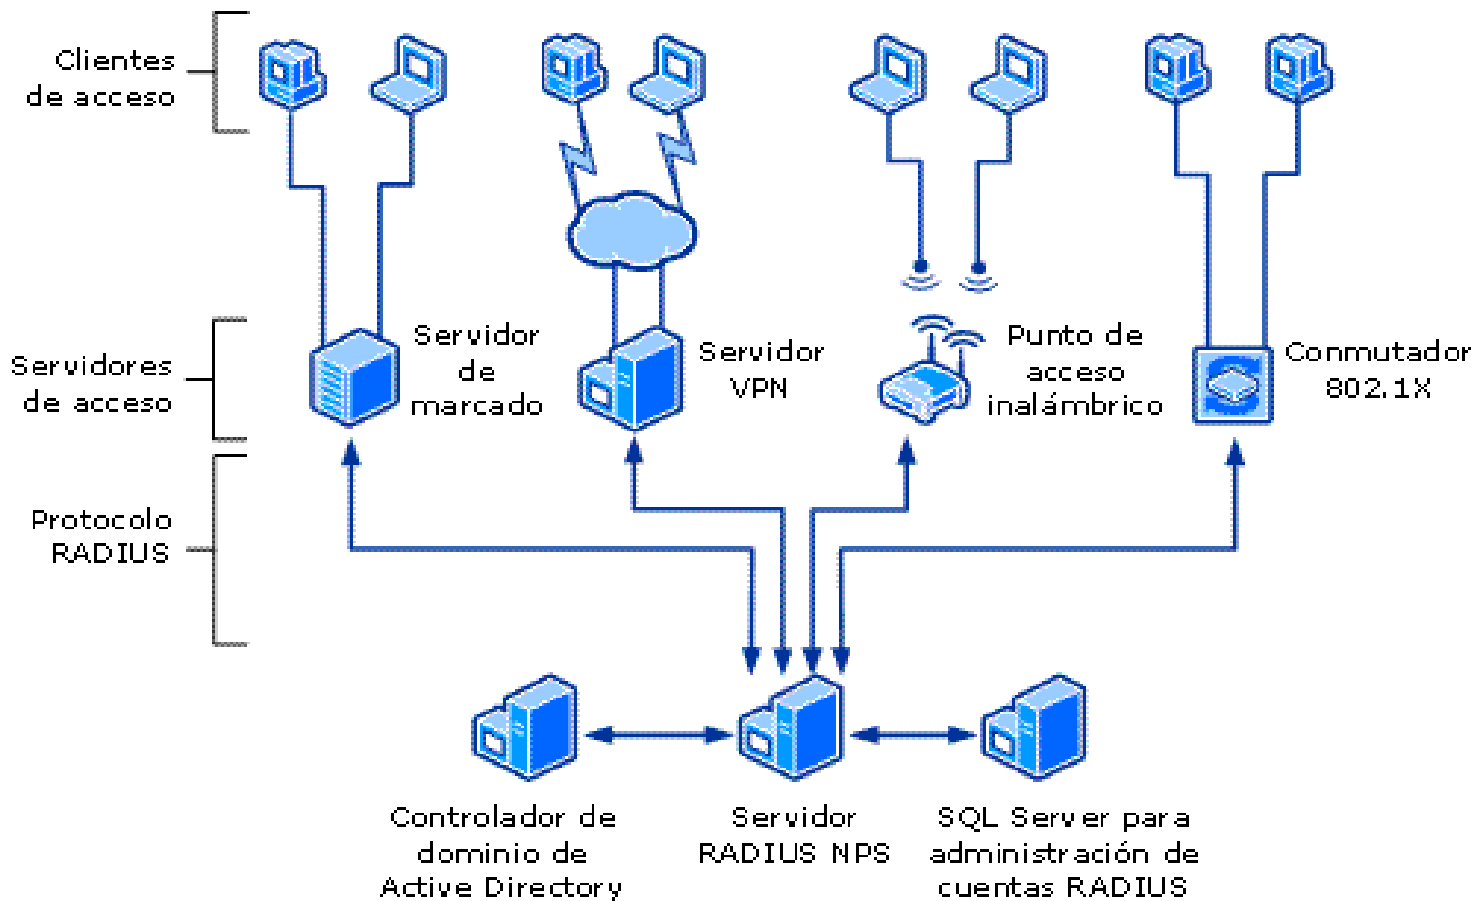 Clientes
de acceso
Servidores
de acceso
Servidor
de
marcado
Servidor
VPN
Punto de
acceso
inalámbrico
Conmutador
802.1X
Protocolo
RADIUS
Controlador de
dominio de
Active Directory
Servidor
RADIUS NPS
SQL Server para
administración de
cuentas RADIUS